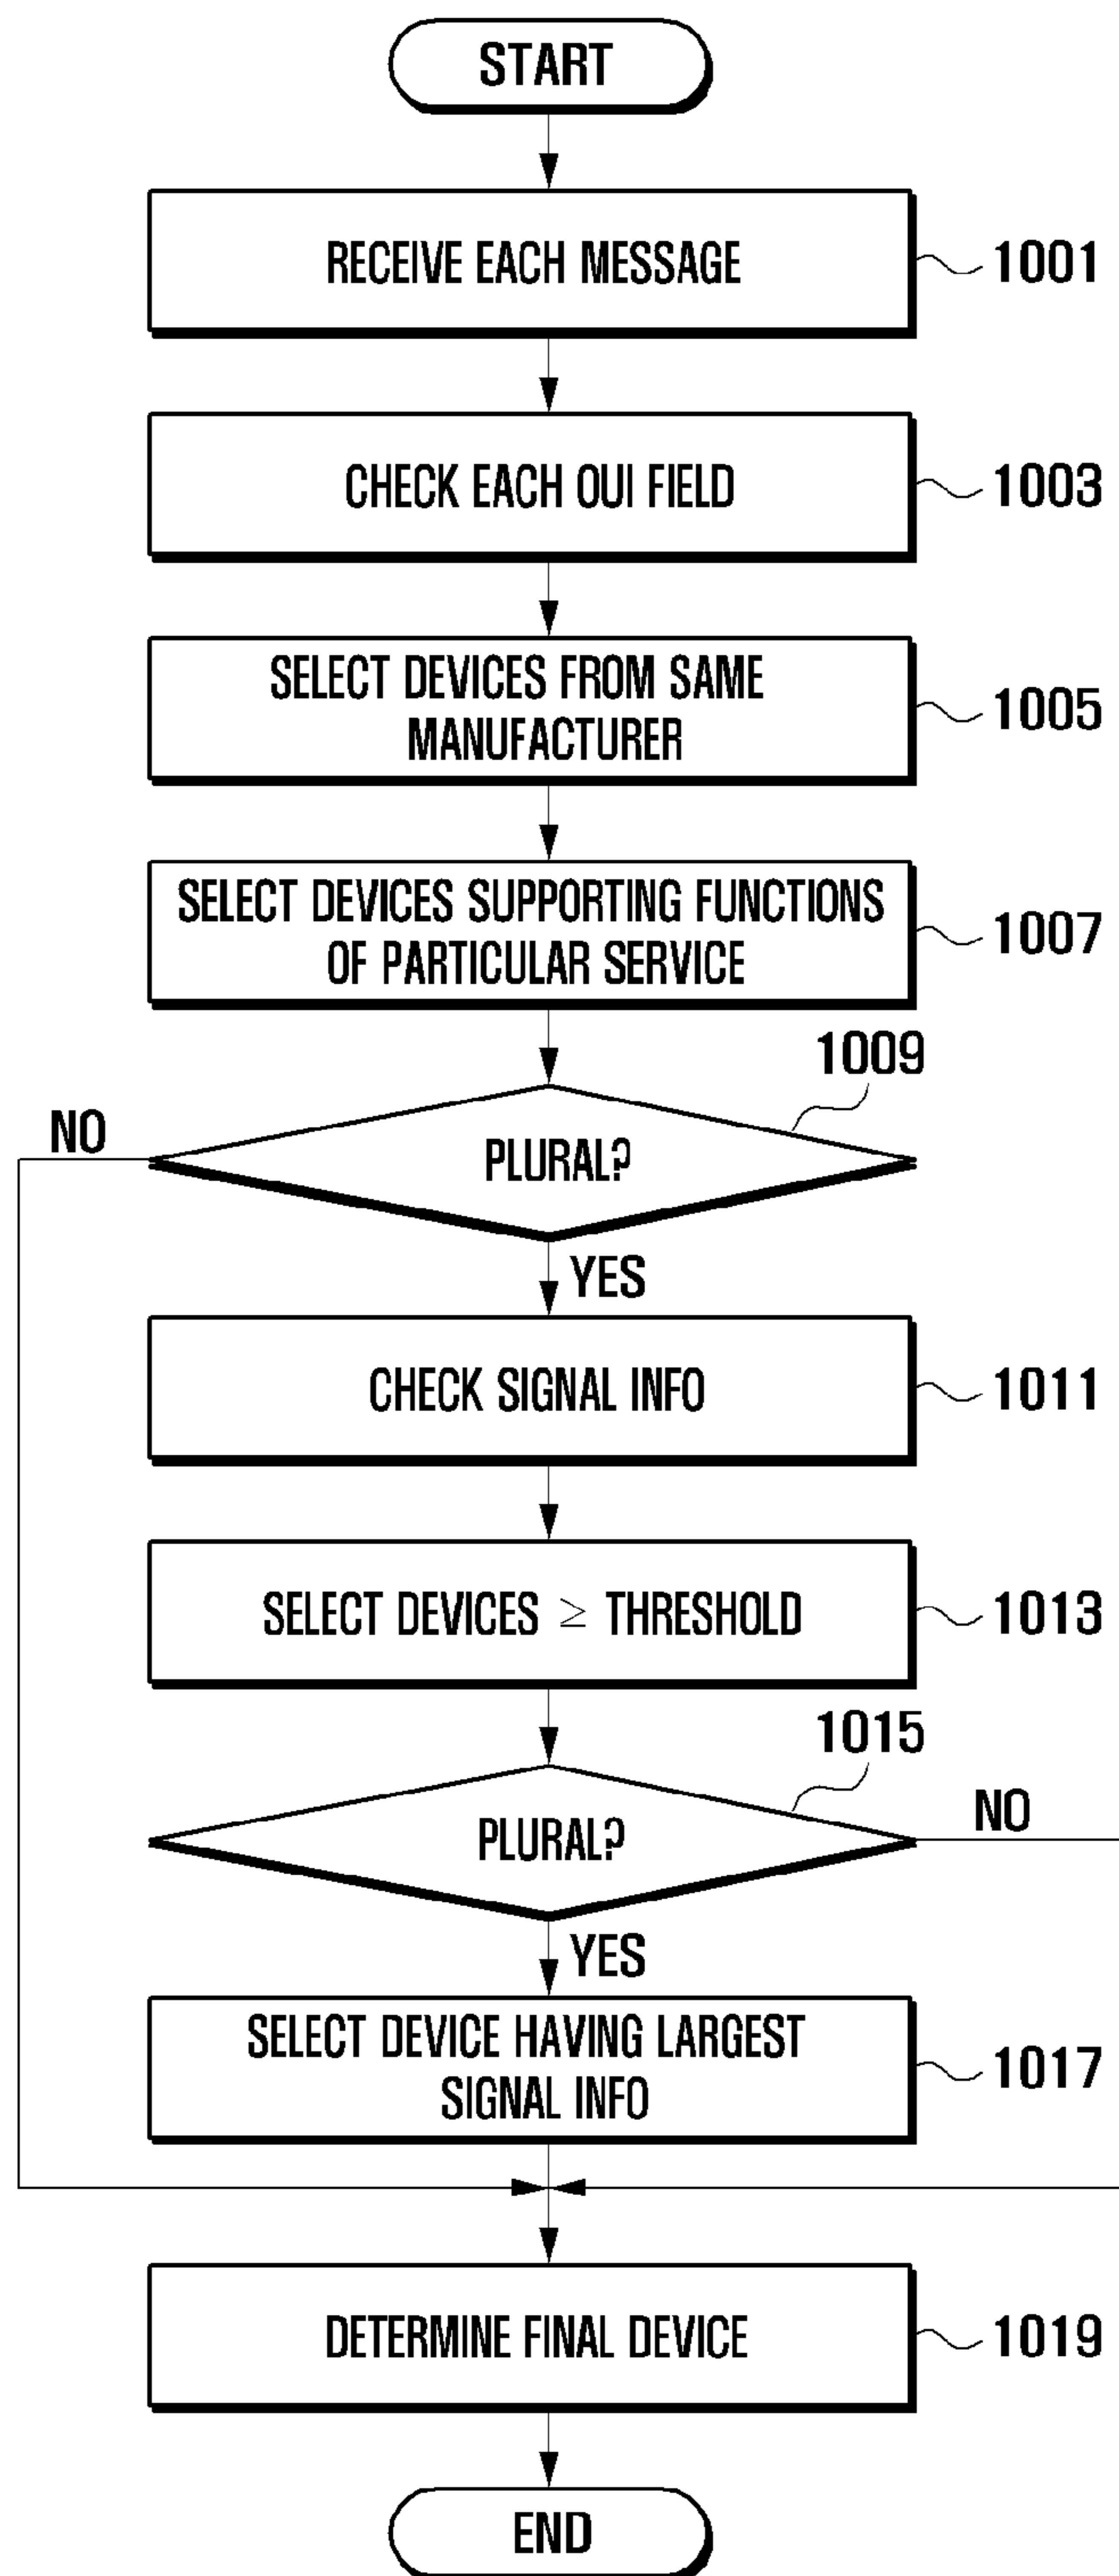 START
RECEIVE EACH MESSAGE
1001
CHECK EACH OUI FIELD
1003
SELECT DEVICES FROM SAME
MANUFACTURER
1005
SELECT DEVICES SUPPORTING FUNCTIONS
OF PARTICULAR SERVICE
1007
1009
NO
PLURAL?
YES
CHECK SIGNAL INFO
1011
SELECT DEVICES ≥ THRESHOLD
1013
1015
NO
PLURAL?
YES
SELECT DEVICE HAVING LARGEST
SIGNAL INFO
1017
DETERMINE FINAL DEVICE
1019
END